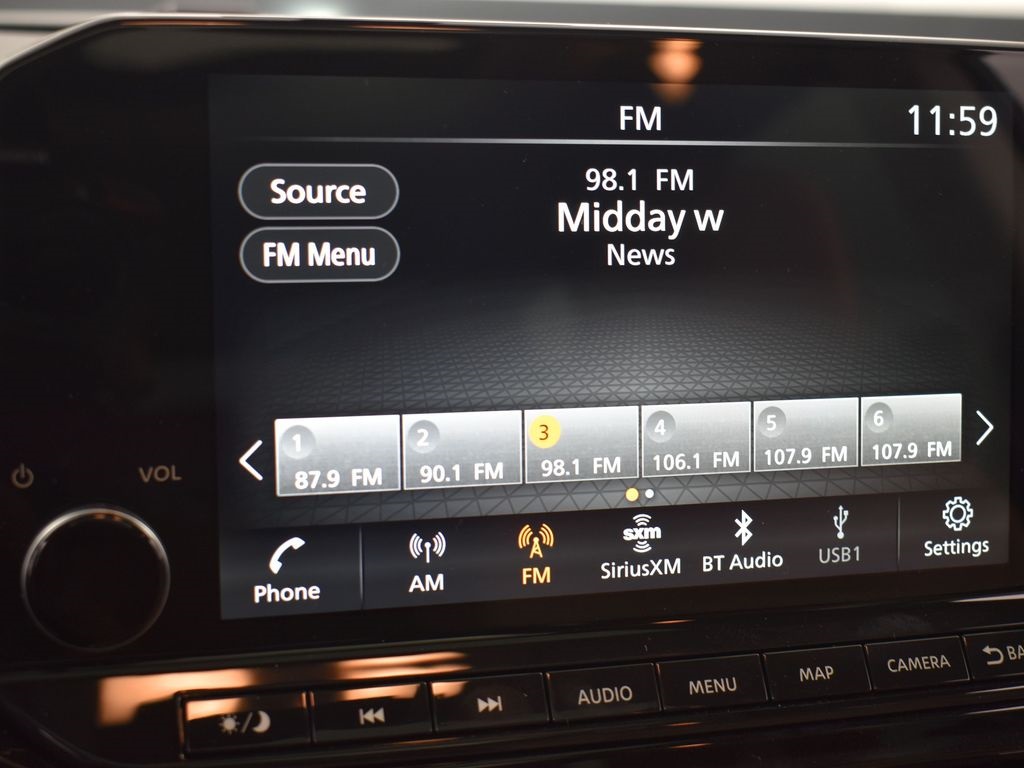 FM
11:59
Source
98.1 FM
Midday w
FM Menu
News
1
2
3
4
5
6
87.9 FM
90.1 FM
98.1 FM
106.1 FM
107.9 FM
107.9 FM
VOL
Phone
AM
FM
sxm
SiriusXM
BT Audio
USB1
Settings
AUDIO
MENU
MAP
CAMERA
BA